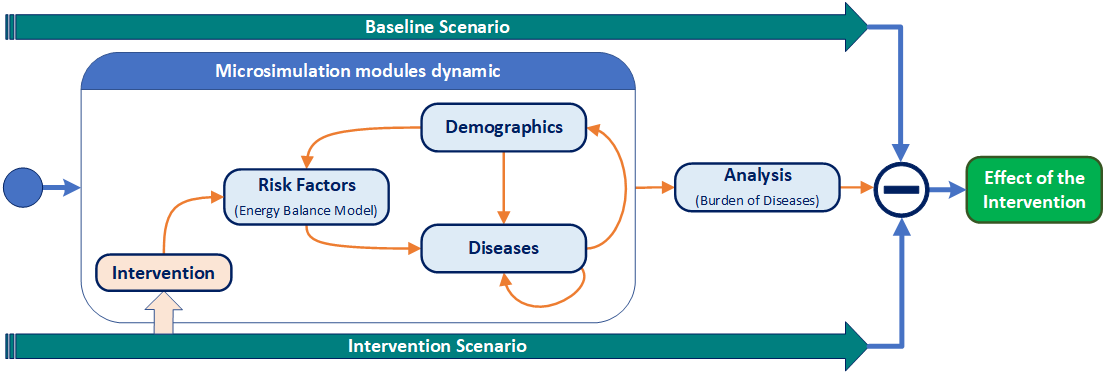 Baseline Scenario
Microsimulation modules dynamic
Demographics
Risk Factors
(Energy Balance Model)
Analysis
(Burden of Diseases)
Effect of the
Intervention
Diseases
Intervention
Intervention Scenario